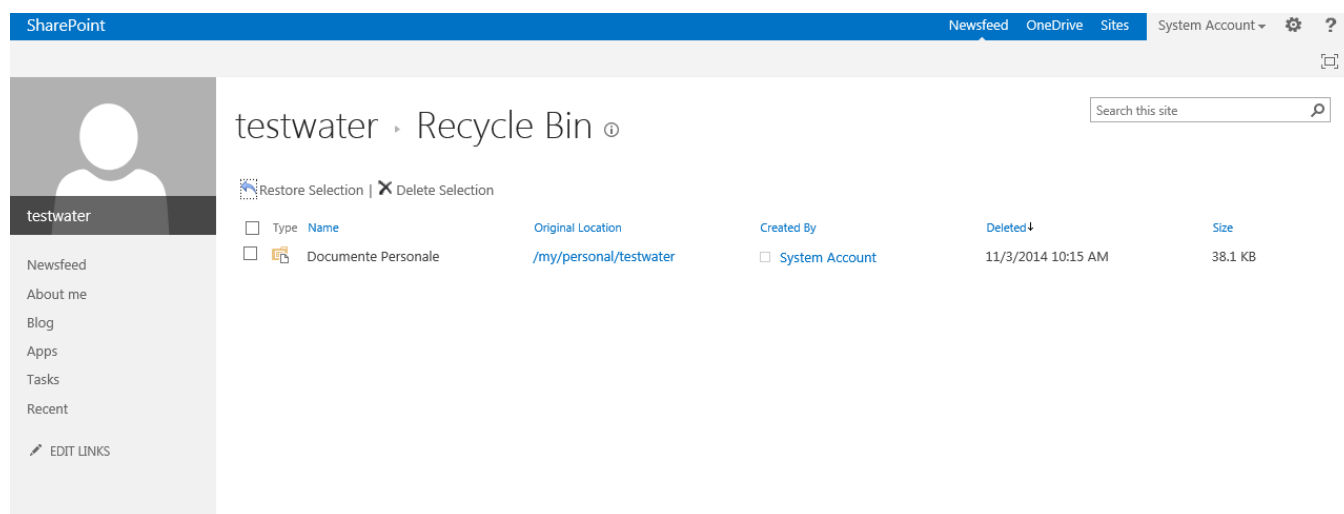 SharePoint Newsfeed OneDrive Sites System Account ?
testwater Recycle Bin
Search this site
Restore Selection | Delete Selection
testwater
Type Name Original Location Created By Deleted Size
Documente Personale /my/personal/testwater System Account 11/3/2014 10:15 AM 38.1 KB
Newsfeed
About me
Blog
Apps
Tasks
Recent
EDIT LINKS